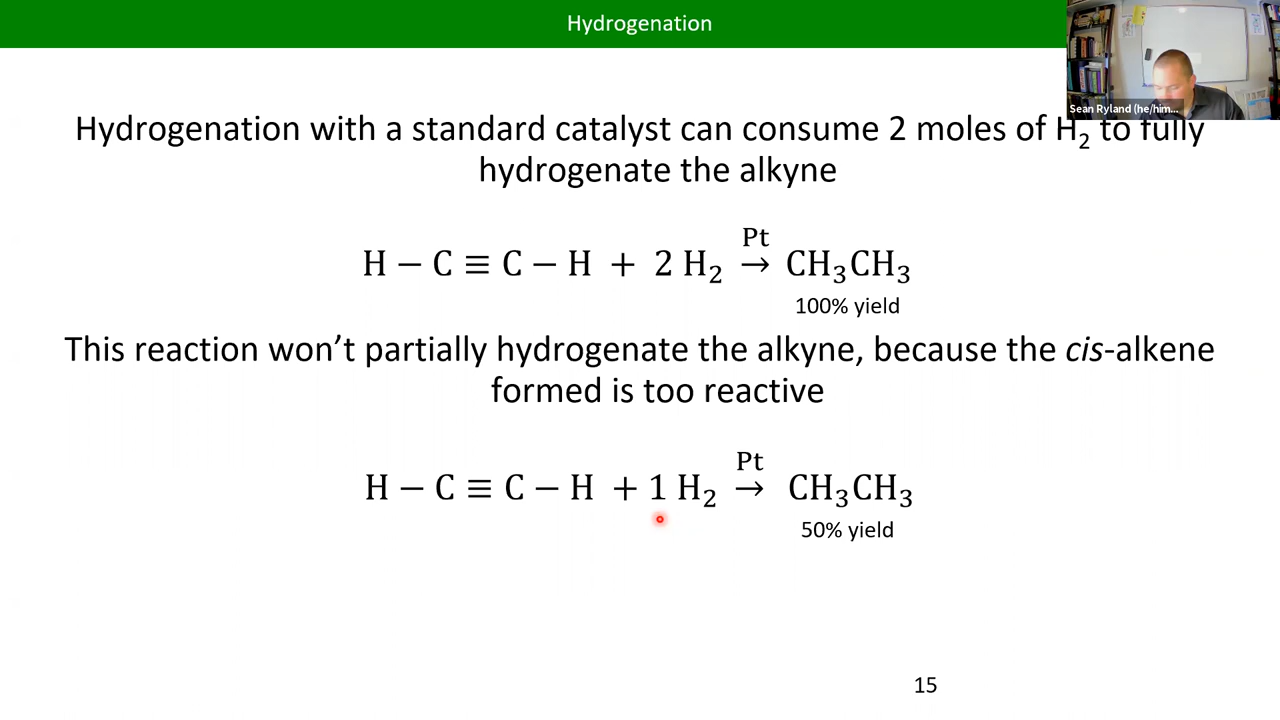 Hydrogenation
Sean Ryland (he/him...
Hydrogenation with a standard catalyst can consume 2 moles of H₂ to fully
hydrogenate the alkyne
H − C ≡ C − H + 2 H₂ →^Pt CH₃CH₃
100% yield
This reaction won’t partially hydrogenate the alkyne, because the cis-alkene
formed is too reactive
H − C ≡ C − H + 1 H₂ →^Pt CH₃CH₃
50% yield
15